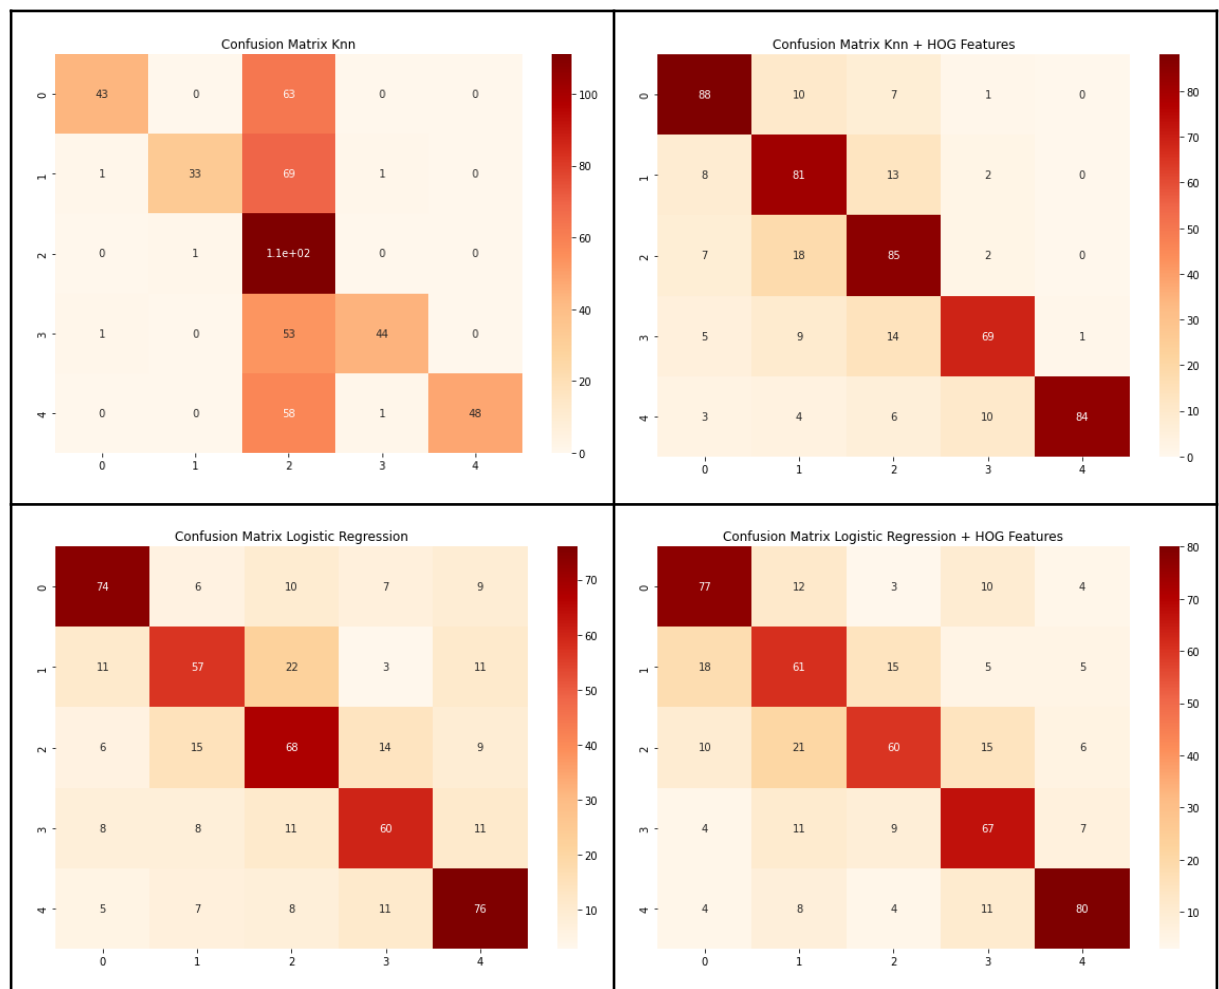 Confusion Matrix Knn
0 43 0 63 0 0
1 1 33 69 1 0
2 0 1 1.1e+02 0 0
3 1 0 53 44 0
4 0 0 58 1 48
0 1 2 3 4
100
80
60
40
20
0
Confusion Matrix Knn + HOG Features
0 88 10 7 1 0
1 8 81 13 2 0
2 7 18 85 2 0
3 5 9 14 69 1
4 3 4 6 10 84
0 1 2 3 4
80
70
60
50
40
30
20
10
0
Confusion Matrix Logistic Regression
0 74 6 10 7 9
1 11 57 22 3 11
2 6 15 68 14 9
3 8 8 11 60 11
4 5 7 8 11 76
0 1 2 3 4
70
60
50
40
30
20
10
Confusion Matrix Logistic Regression + HOG Features
0 77 12 3 10 4
1 18 61 15 5 5
2 10 21 60 15 6
3 4 11 9 67 7
4 4 8 4 11 80
0 1 2 3 4
80
70
60
50
40
30
20
10